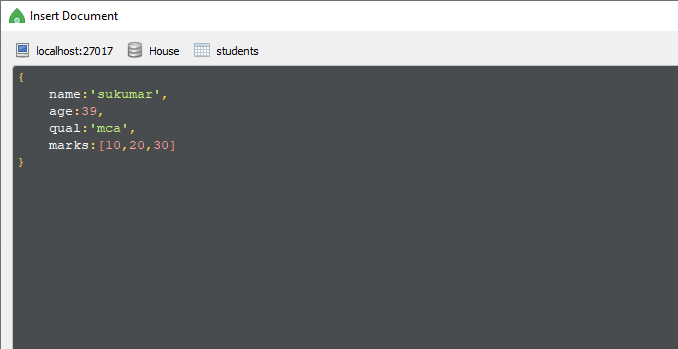 Insert Document
localhost:27017 House students
{
    name:'sukumar',
    age:39,
    qual:'mca',
    marks:[10,20,30]
}